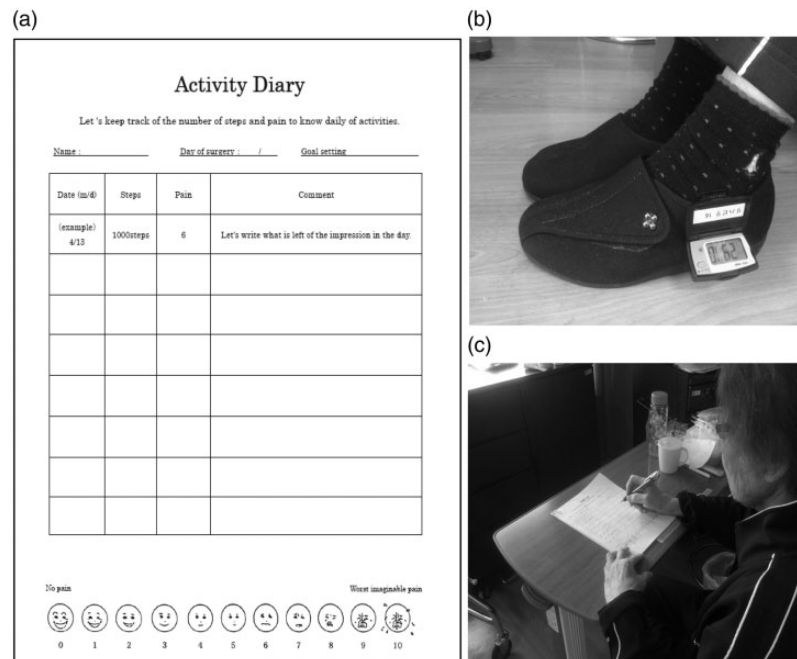 (a)
Activity Diary
Let 's keep track of the number of steps and pain to know daily of activities.
Name : Day of surgery : / Goal setting
Date (m/d) Steps Pain Comment
(example)
4/13 1000steps 6 Let's write what is left of the impression in the day.
No pain Worst imaginable pain
0 1 2 3 4 5 6 7 8 9 10
(b)
(c)